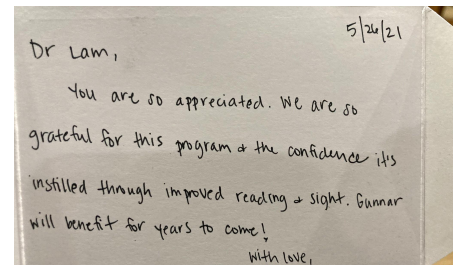 5/26/21
Dr Lam,
You are so appreciated. We are so
grateful for this program & the confidence it's
instilled through improved reading & sight. Gunnar
will benefit for years to come!
With love,